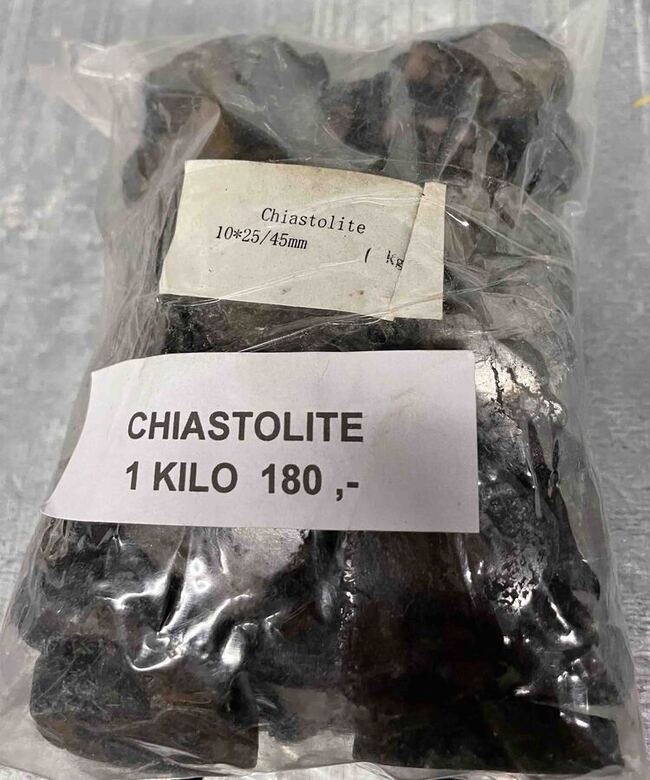 Chiastolite
10*25/45mm
( Kg
CHIASTOLITE
1 KILO 180 ,-